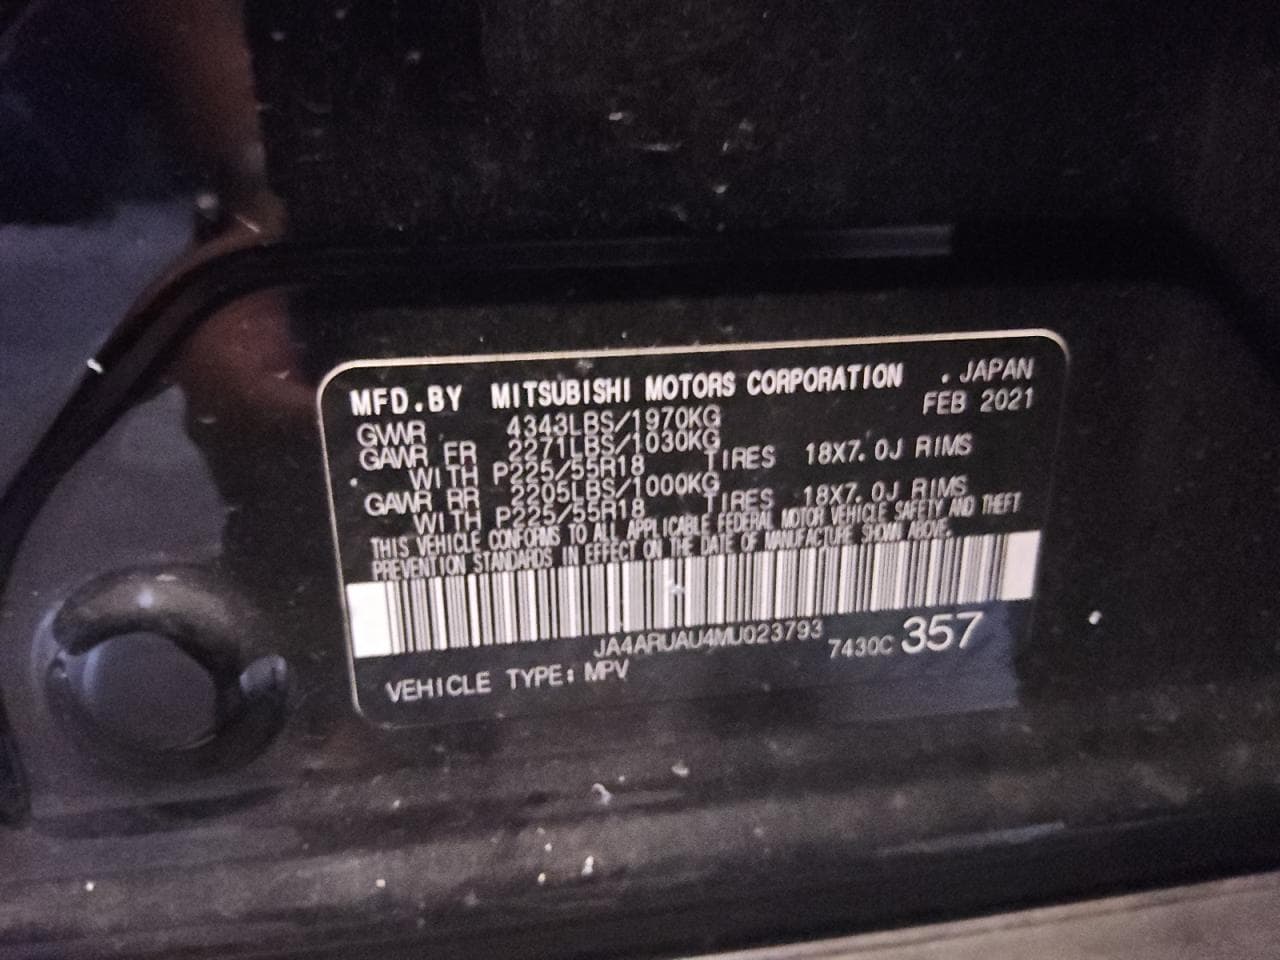 MFD.BY MITSUBISHI MOTORS CORPORATION . JAPAN
FEB 2021
GVWR 4343LBS/1970KG
GAWR FR 2271LBS/1030KG
WITH P225/55R18 TIRES 18X7.0J RIMS
GAWR RR 2205LBS/1000KG
WITH P225/55R18 TIRES 18X7.0J RIMS
THIS VEHICLE CONFORMS TO ALL APPLICABLE FEDERAL MOTOR VEHICLE SAFETY AND THEFT
PREVENTION STANDARDS IN EFFECT ON THE DATE OF MANUFACTURE SHOWN ABOVE.
JA4ARUAU4MU023793
7430C 357
VEHICLE TYPE: MPV